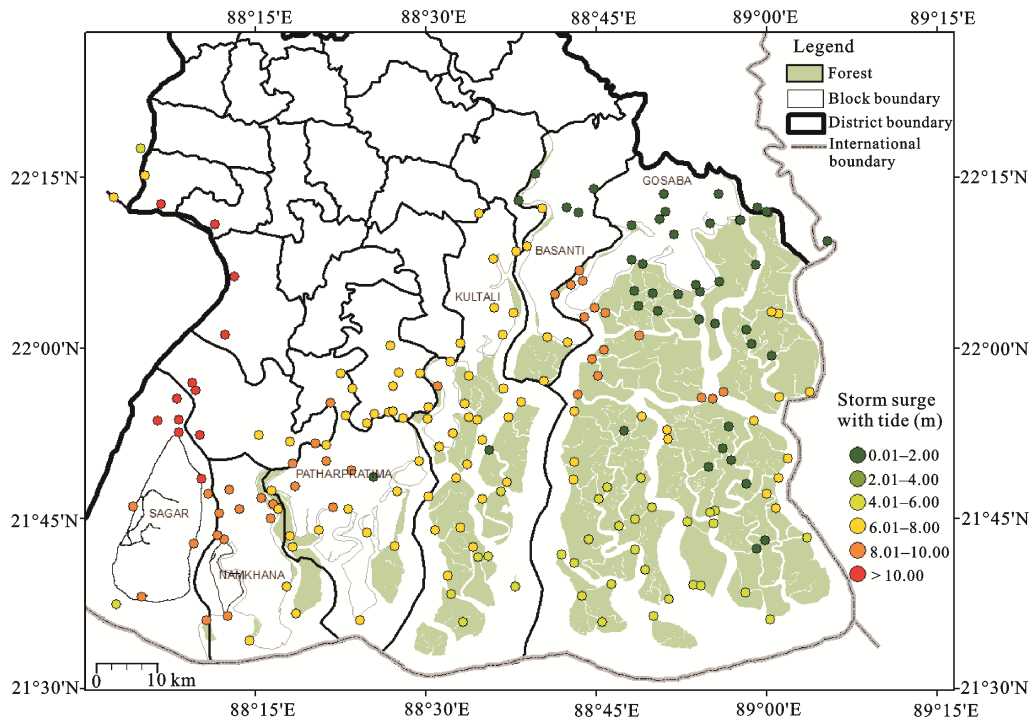 88°15'E 88°30'E 88°45'E 89°00'E 89°15'E
Legend
Forest
Block boundary
District boundary
International
boundary
22°15'N
22°15'N
GOSABA
BASANTI
KULTALI
22°00'N
22°00'N
Storm surge
with tide (m)
0.01–2.00
2.01–4.00
4.01–6.00
6.01–8.00
8.01–10.00
> 10.00
PATHARPRATIMA
SAGAR
21°45'N
21°45'N
NAMKHANA
0 10 km
21°30'N
21°30'N
88°15'E 88°30'E 88°45'E 89°00'E 89°15'E